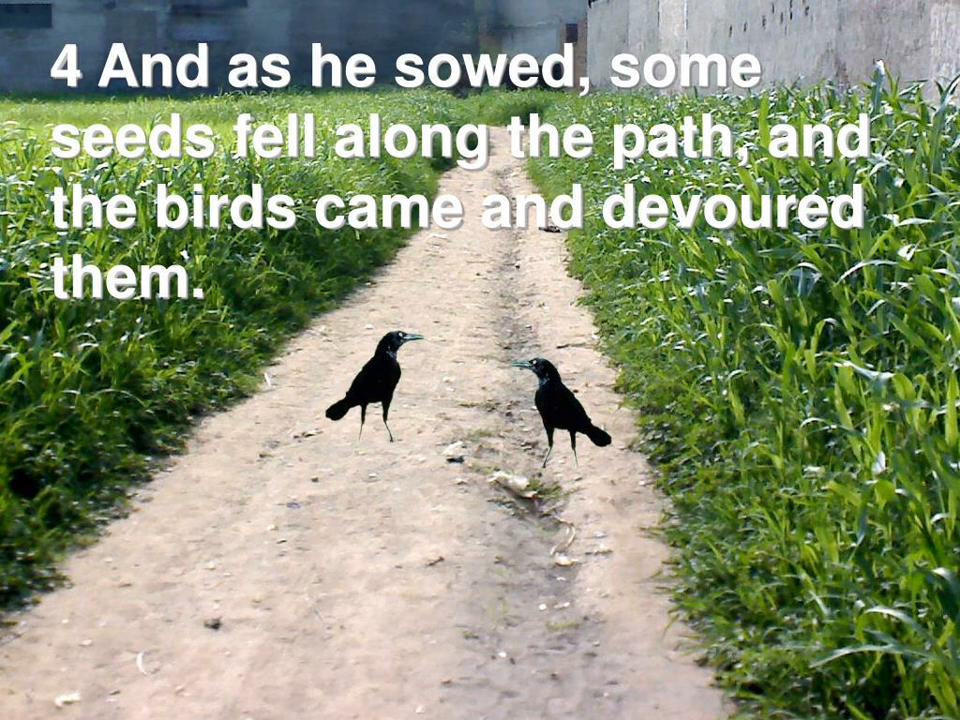 4 And as he sowed, some
seeds fell along the path, and
the birds came and devoured
them.